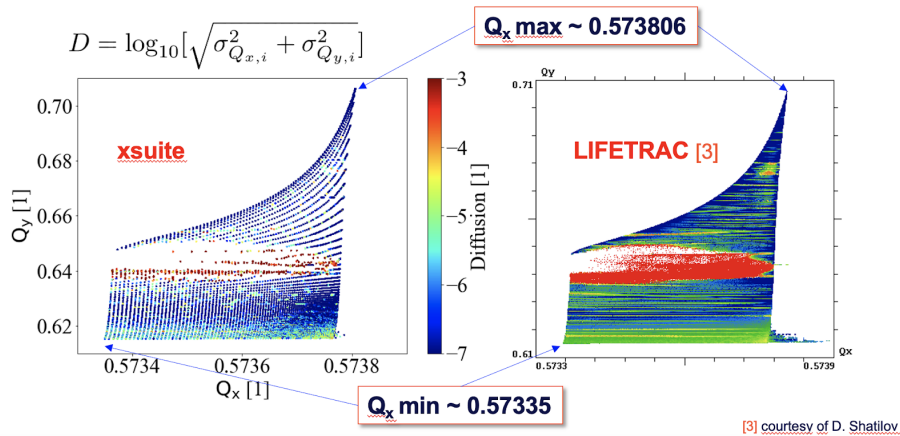 Qx max ~ 0.573806
D = log10[√σ²Qx,i + σ²Qy,i]
xsuite
Qy [1]
0.70
0.68
0.66
0.64
0.62
0.5734
0.5736
0.5738
Qx [1]
−3
−4
−5
−6
−7
Diffusion [1]
Qy
0.71
LIFETRAC [3]
0.61
0.5733
0.5739
Qx
Qx min ~ 0.57335
[3] courtesy of D. Shatilov